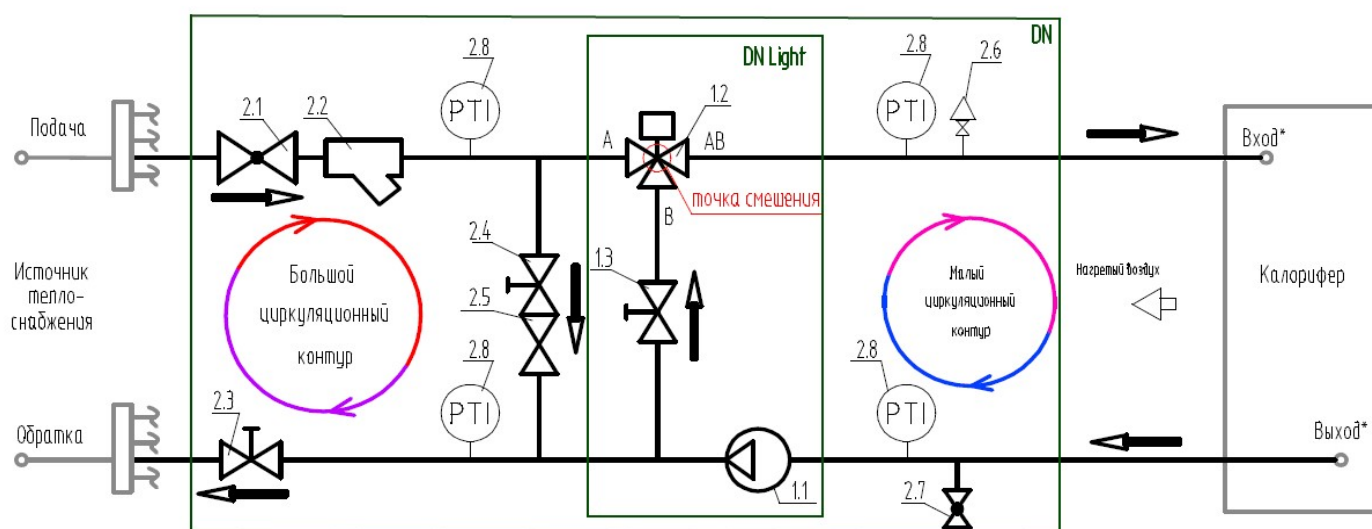 DN
DN Light
2.8
2.8
2.6
2.1
2.2
1.2
Подача
PTI
PTI
A
AB
Вход*
точка смешения
B
2.4
1.3
2.5
Источник
тепло-
снабжения
Большой
циркуляционный
контур
Малый
циркуляционный
контур
Нагретый воздух
Калорифер
2.8
2.8
2.3
PTI
PTI
Обратка
Выход*
1.1
2.7